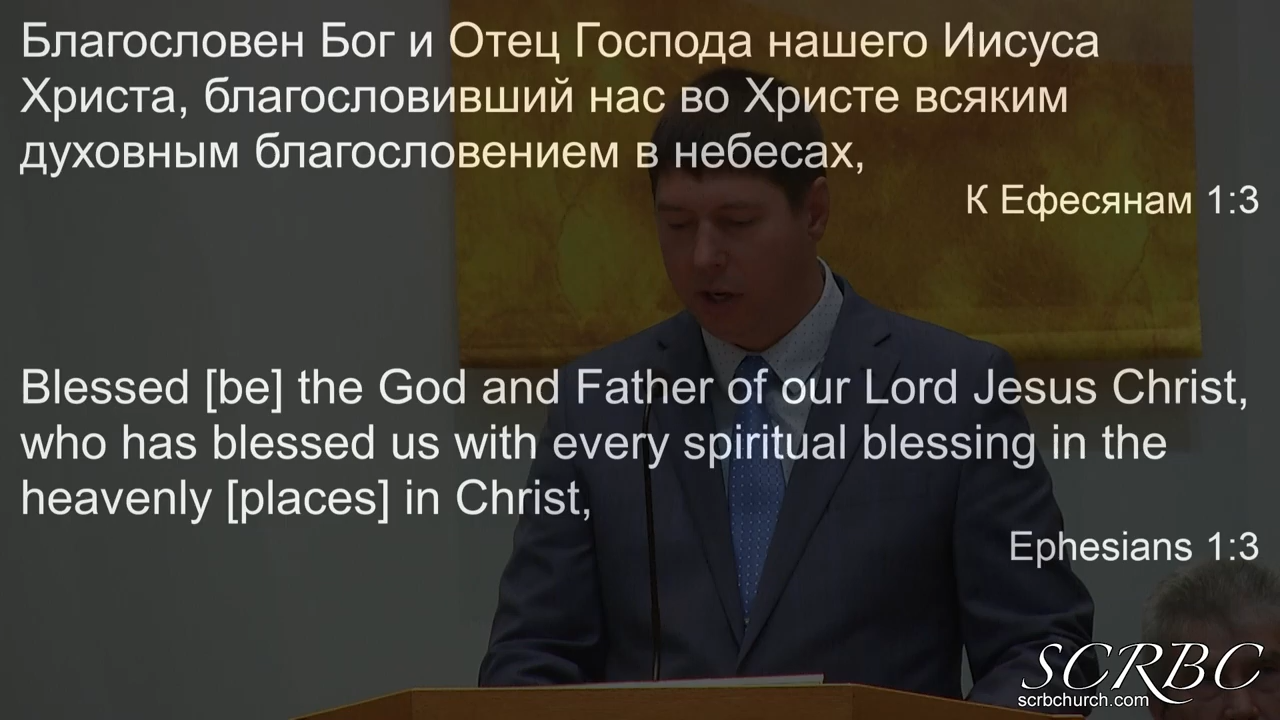 Благословен Бог и Отец Господа нашего Иисуса
Христа, благословивший нас во Христе всяким
духовным благословением в небесах,
К Ефесянам 1:3
Blessed [be] the God and Father of our Lord Jesus Christ,
who has blessed us with every spiritual blessing in the
heavenly [places] in Christ,
Ephesians 1:3
SCRBC
scrbchurch.com